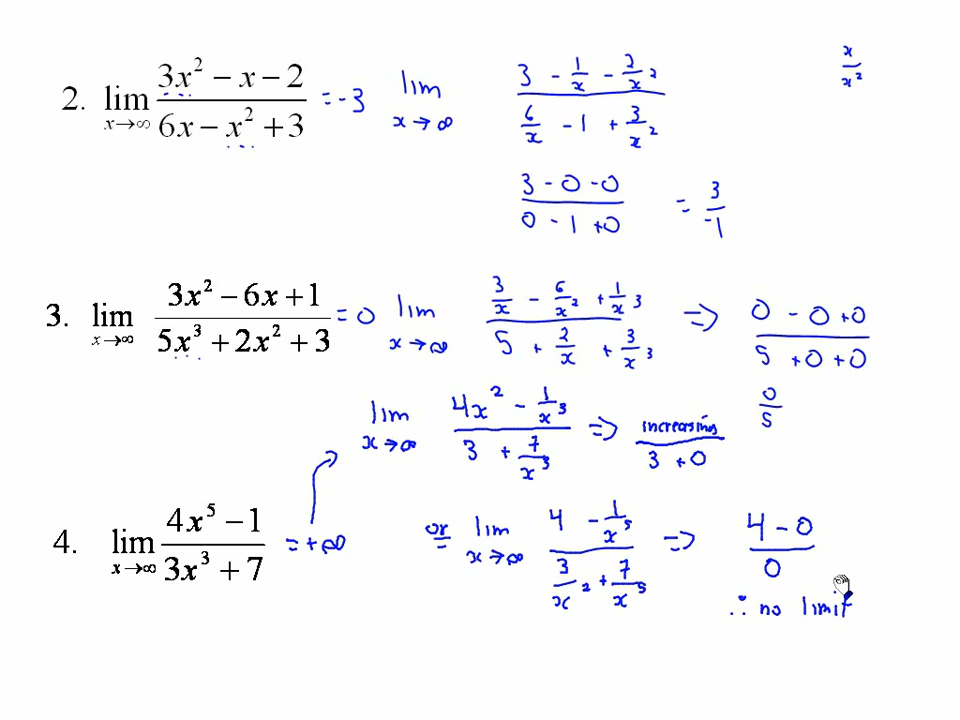 2. lim x→∞ (3x² − x − 2)/(6x − x² + 3) = -3 lim x→∞ (3 - 1/x - 2/x²)/(6/x - 1 + 3/x²) x/x²
(3 - 0 - 0)/(0 - 1 + 0) = 3/-1
3. lim x→∞ (3x² − 6x + 1)/(5x³ + 2x² + 3) = 0 lim x→∞ (3/x - 6/x² + 1/x³)/(5 + 2/x + 3/x³) ⇒ (0 - 0 + 0)/(5 + 0 + 0)
0/5
lim x→∞ (4x² - 1/x³)/(3 + 7/x³) ⇒ increasing/(3 + 0)
4. lim x→∞ (4x⁵ − 1)/(3x³ + 7) = +∞ or lim x→∞ (4 - 1/x⁵)/(3/x² + 7/x⁵) ⇒ (4 - 0)/0
∴ no limit